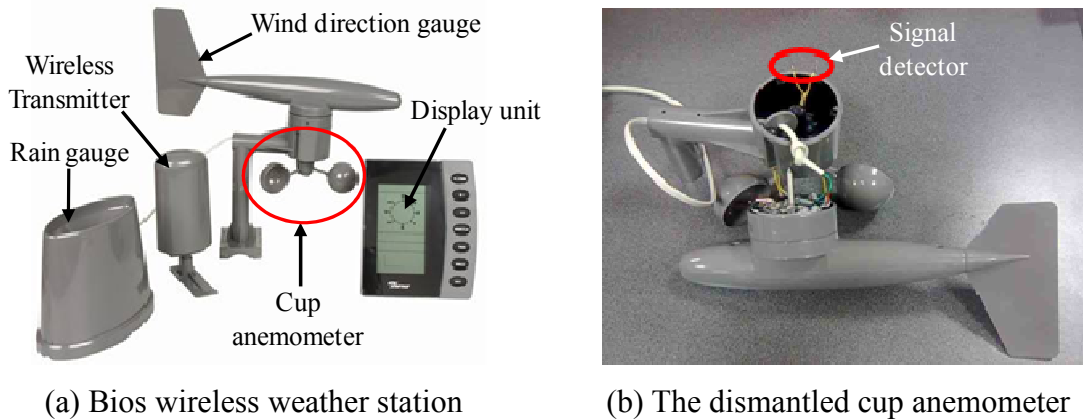 Wind direction gauge
Wireless
Transmitter
Rain gauge
Display unit
Cup
anemometer
Signal
detector
(a) Bios wireless weather station
(b) The dismantled cup anemometer